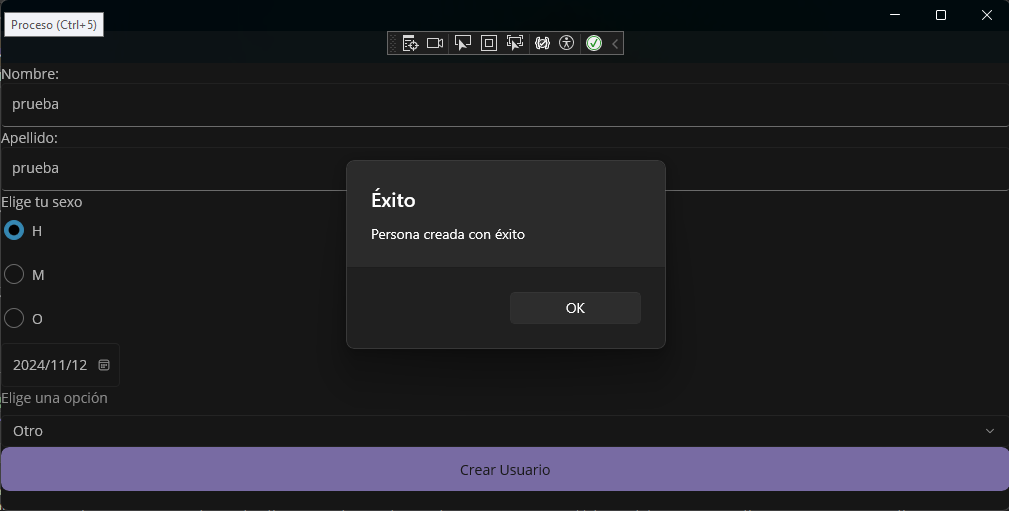 Proceso (Ctrl+5)
Nombre:
prueba
Apellido:
prueba
Elige tu sexo
H
M
O
2024/11/12
Elige una opción
Otro
Crear Usuario
Éxito
Persona creada con éxito
OK